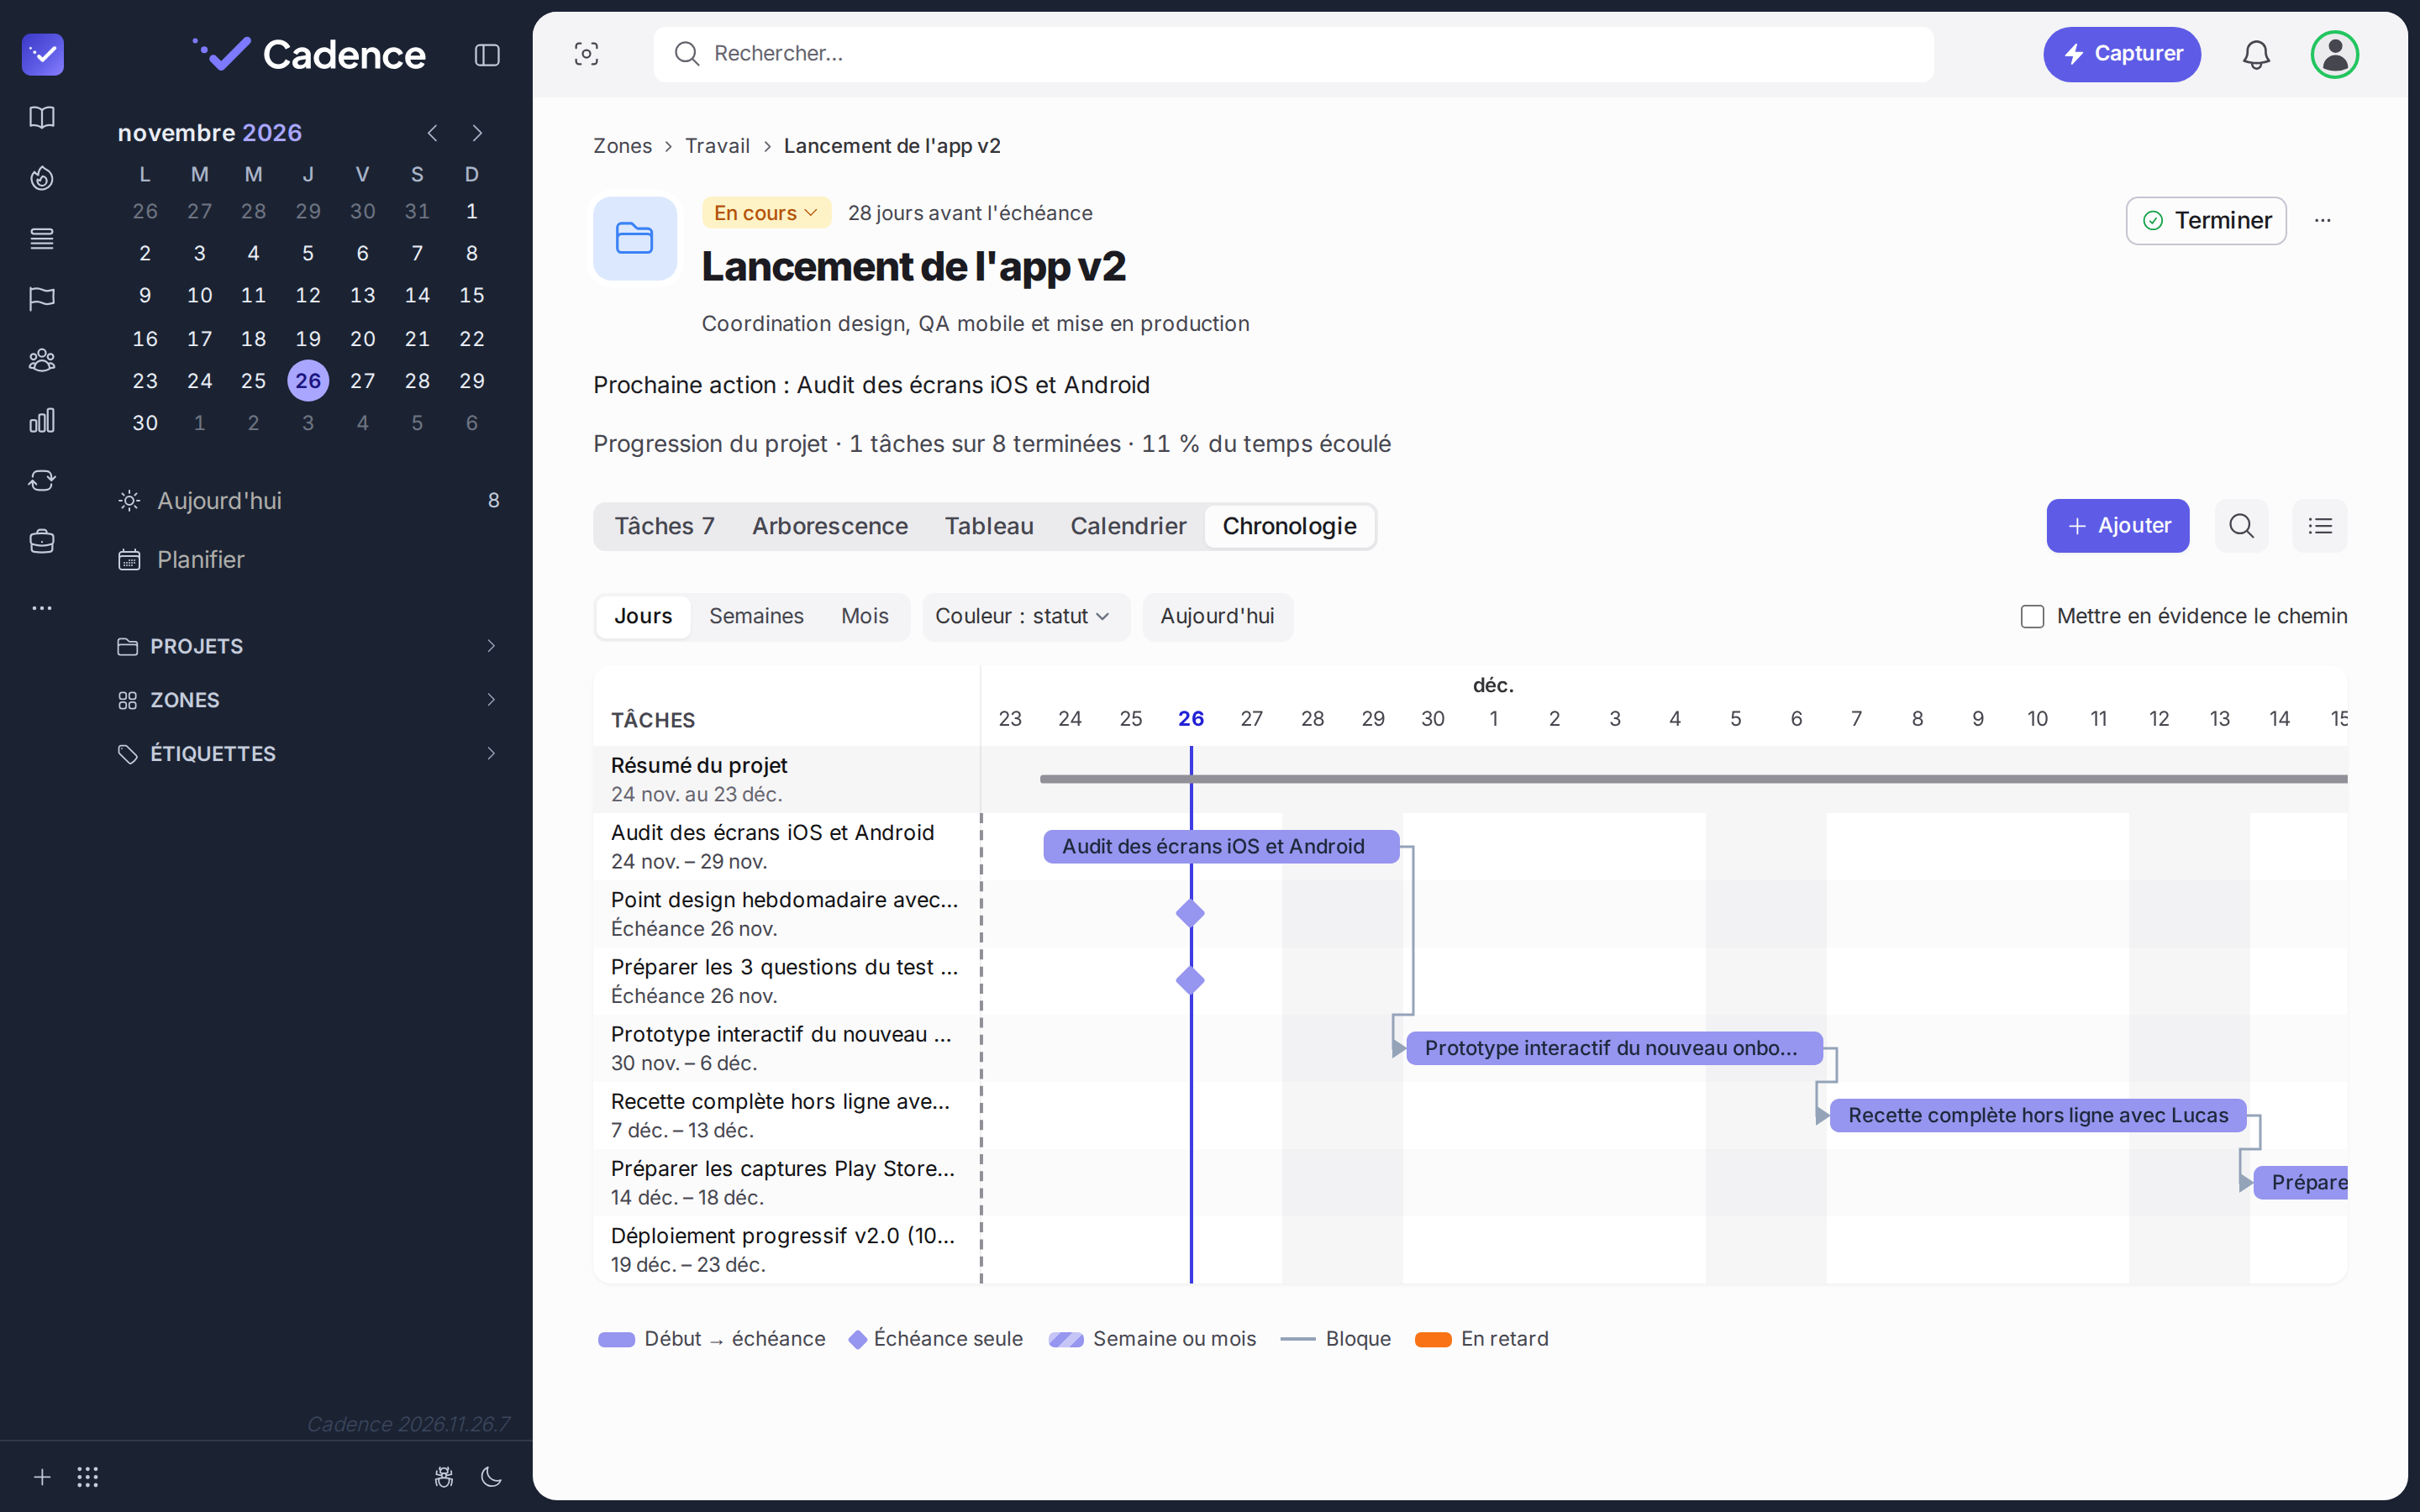 Cadence
novembre 2026
L M M J V S D
26 27 28 29 30 31 1
2 3 4 5 6 7 8
9 10 11 12 13 14 15
16 17 18 19 20 21 22
23 24 25 26 27 28 29
30 1 2 3 4 5 6
Aujourd'hui 8
Planifier
PROJETS
ZONES
ÉTIQUETTES
Cadence 2026.11.26.7
Rechercher...
Capturer
Zones > Travail > Lancement de l'app v2
En cours 28 jours avant l'échéance
Terminer ...
Lancement de l'app v2
Coordination design, QA mobile et mise en production
Prochaine action : Audit des écrans iOS et Android
Progression du projet · 1 tâches sur 8 terminées · 11 % du temps écoulé
Tâches 7 Arborescence Tableau Calendrier Chronologie
+ Ajouter
Jours Semaines Mois Couleur : statut Aujourd'hui
Mettre en évidence le chemin
déc.
TÂCHES 23 24 25 26 27 28 29 30 1 2 3 4 5 6 7 8 9 10 11 12 13 14 15
Résumé du projet
24 nov. au 23 déc.
Audit des écrans iOS et Android
24 nov. – 29 nov.
Audit des écrans iOS et Android
Point design hebdomadaire avec...
Échéance 26 nov.
Préparer les 3 questions du test ...
Échéance 26 nov.
Prototype interactif du nouveau ...
30 nov. – 6 déc.
Prototype interactif du nouveau onbo...
Recette complète hors ligne ave...
7 déc. – 13 déc.
Recette complète hors ligne avec Lucas
Préparer les captures Play Store...
14 déc. – 18 déc.
Prépare
Déploiement progressif v2.0 (10...
19 déc. – 23 déc.
Début → échéance Échéance seule Semaine ou mois Bloque En retard